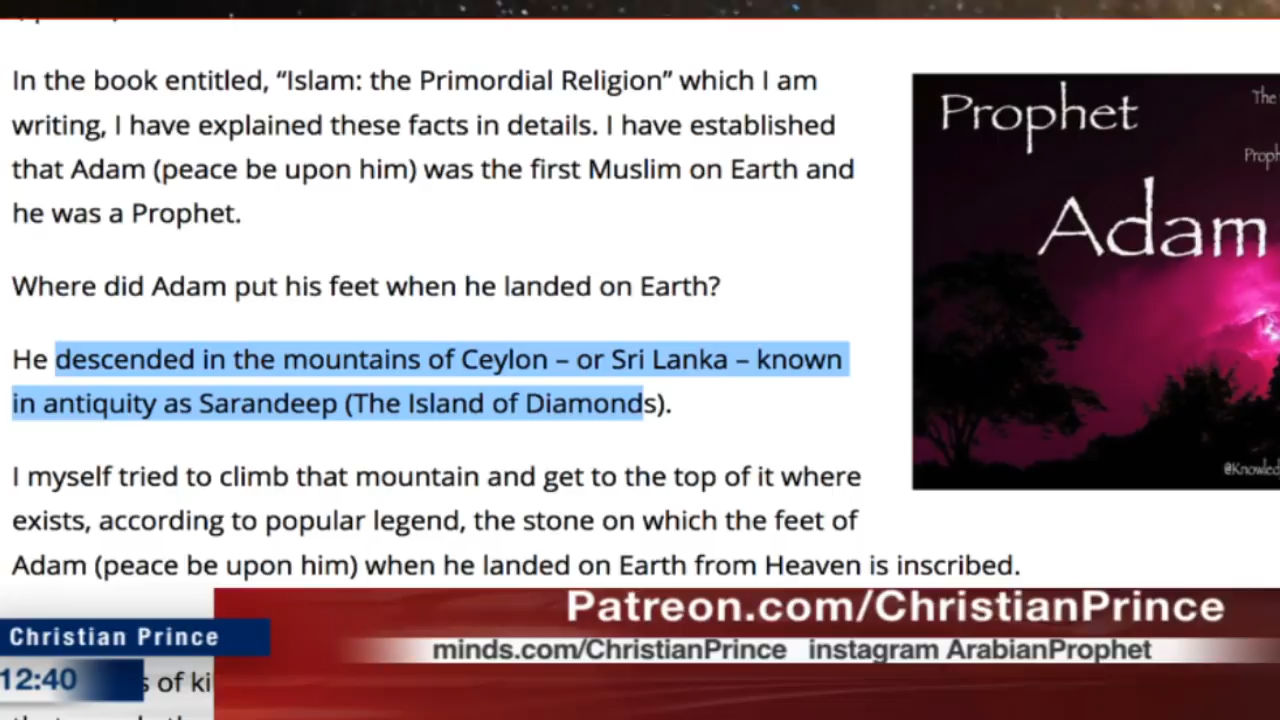 In the book entitled, “Islam: the Primordial Religion” which I am
writing, I have explained these facts in details. I have established
that Adam (peace be upon him) was the first Muslim on Earth and
he was a Prophet.
Where did Adam put his feet when he landed on Earth?
He descended in the mountains of Ceylon – or Sri Lanka – known
in antiquity as Sarandeep (The Island of Diamonds).
I myself tried to climb that mountain and get to the top of it where
exists, according to popular legend, the stone on which the feet of
Adam (peace be upon him) when he landed on Earth from Heaven is inscribed.
Prophet
The
Proph
Adam
@Knowled
Patreon.com/ChristianPrince
Christian Prince
minds.com/ChristianPrince instagram ArabianProphet
12:40
s of ki